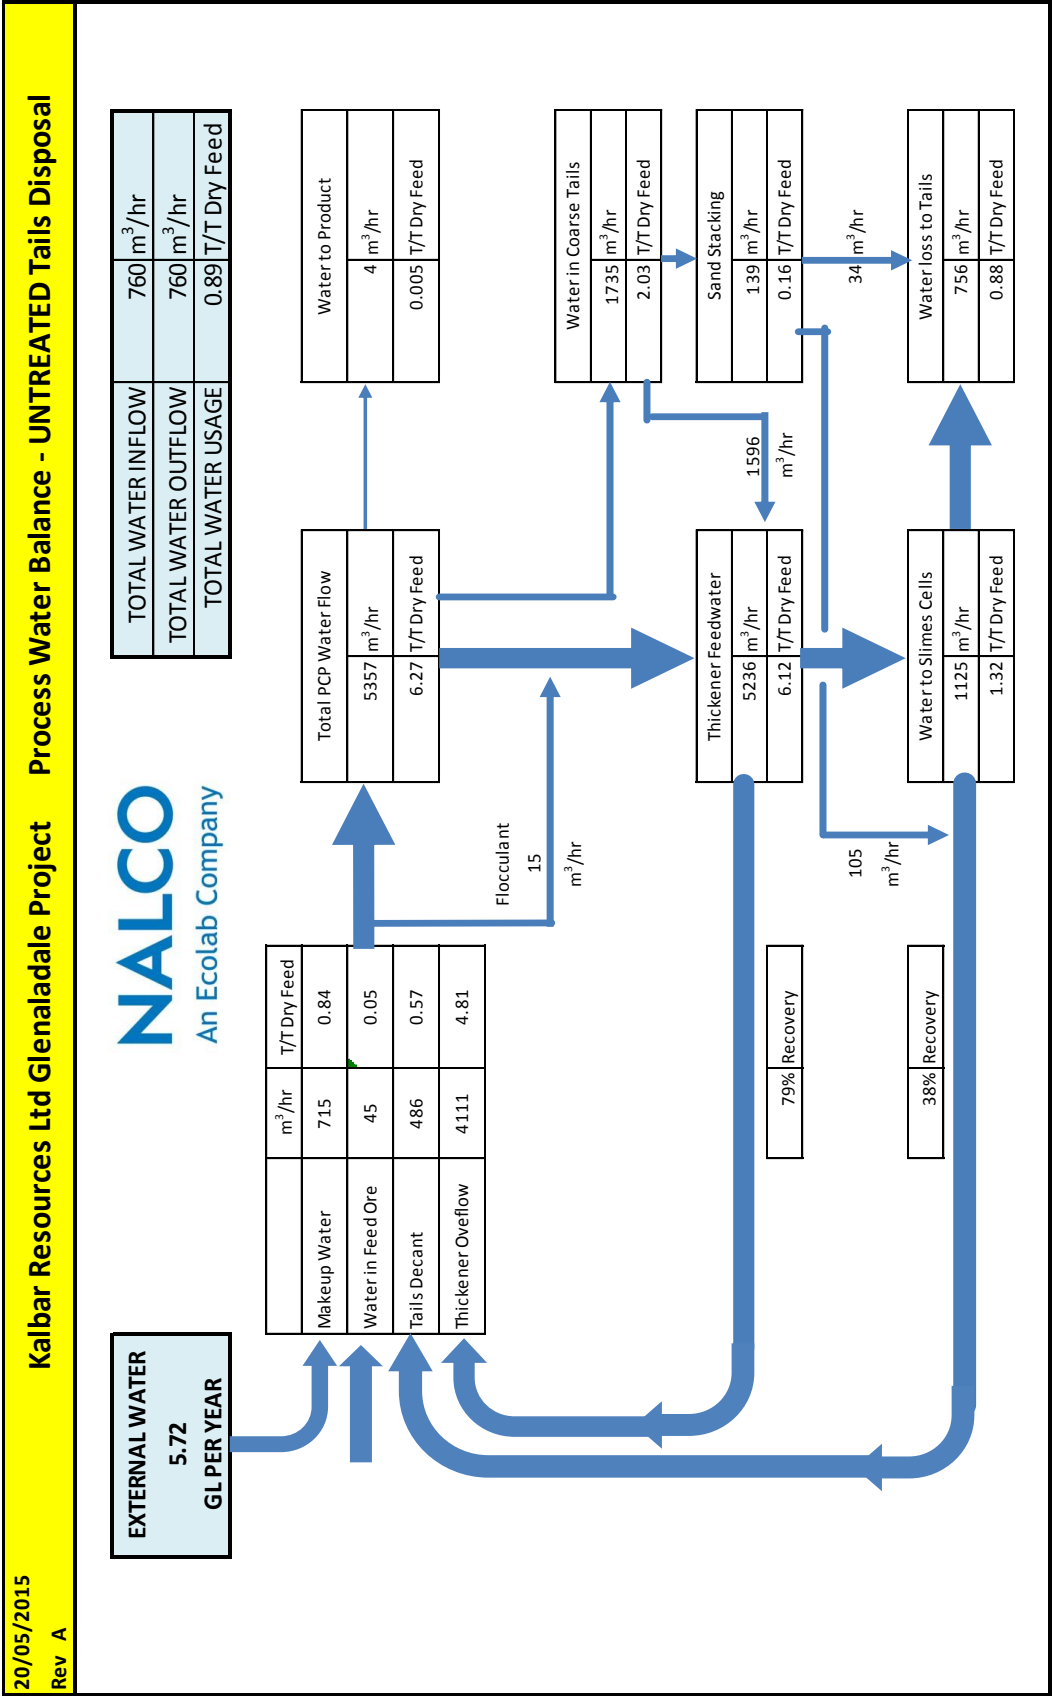 20/05/2015
Rev A
Kalbar Resources Ltd Glenaladale Project Process Water Balance - UNTREATED Tails Disposal
EXTERNAL WATER
5.72
GL PER YEAR
NALCO
An Ecolab Company
TOTAL WATER INFLOW 760 m³/hr
TOTAL WATER OUTFLOW 760 m³/hr
TOTAL WATER USAGE 0.89 T/T Dry Feed
m³/hr T/T Dry Feed
Makeup Water 715 0.84
Water in Feed Ore 45 0.05
Tails Decant 486 0.57
Thickener Oveflow 4111 4.81
Total PCP Water Flow
5357 m³/hr
6.27 T/T Dry Feed
Water to Product
4 m³/hr
0.005 T/T Dry Feed
Flocculant
15
m³/hr
Water in Coarse Tails
1735 m³/hr
2.03 T/T Dry Feed
1596
m³/hr
Thickener Feedwater
5236 m³/hr
6.12 T/T Dry Feed
Sand Stacking
139 m³/hr
0.16 T/T Dry Feed
79% Recovery
105
m³/hr
34 m³/hr
38% Recovery
Water to Slimes Cells
1125 m³/hr
1.32 T/T Dry Feed
Water loss to Tails
756 m³/hr
0.88 T/T Dry Feed